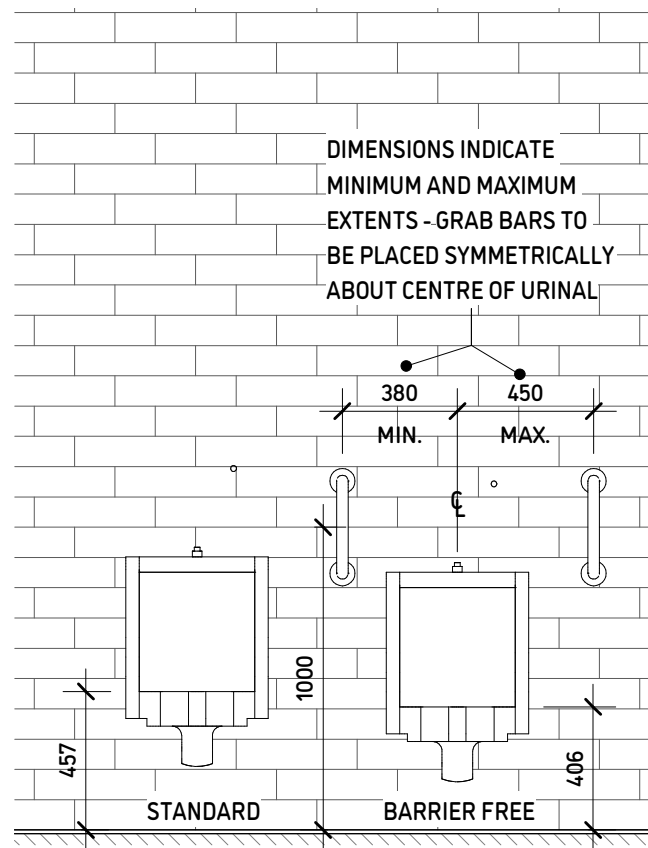 DIMENSIONS INDICATE
MINIMUM AND MAXIMUM
EXTENTS - GRAB BARS TO
BE PLACED SYMMETRICALLY
ABOUT CENTRE OF URINAL
380 450
MIN. MAX.
℄
1000
457
406
STANDARD BARRIER FREE